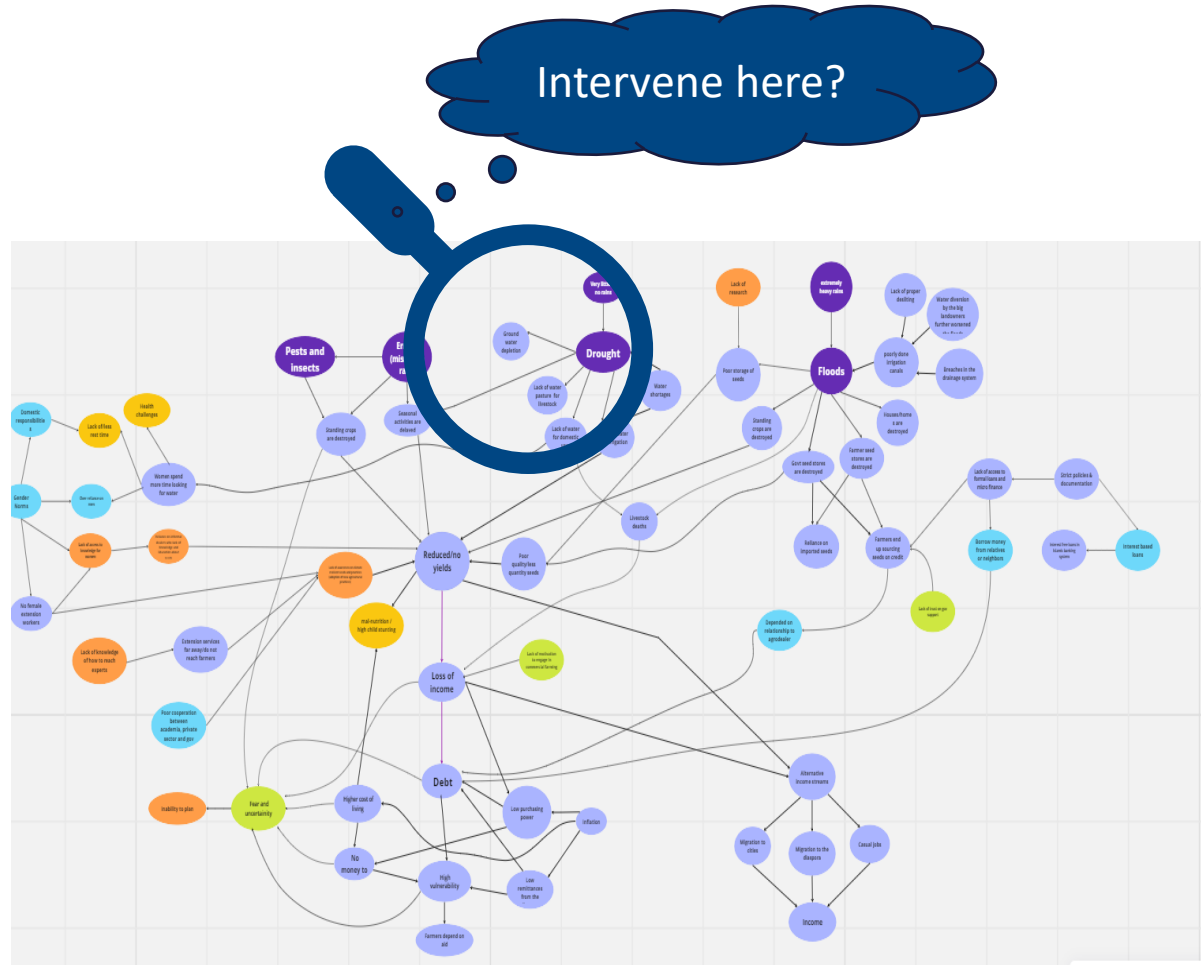 Intervene here?
Very little
no rains
Lack of
research
extremely
heavy rains
Lack of proper
Water diversion
by the big
landowners
further worsened
the floods
Pests and
insects
Ground
water
depletion
Drought
Poor storage of
seeds
Floods
poorly done
irrigation
canals
Breaches in the
drainage system
Lack of water
pasture for
livestock
Water
shortages
Domestic
responsibilitie
s
Lack of/less
rest time
Health
challenges
Standing crops
are destroyed
Seasonal
activities are
delayed
Lack of water
for domestic
Standing
crops are
destroyed
Houses/home
s are
destroyed
Govt seed stores
are destroyed
Farmer seed
stores are
destroyed
Women spend
more time looking
for water
Gender
Norms
Lack of access to
formal loans and
micro finance
Strict policies &
documentation
Livestock
deaths
Lack of access to
knowledge for
women
Reduced/no
yields
Poor
quality/less
quantity seeds
Reliance on
imported seeds
Farmers end
up sourcing
seeds on credit
Borrow money
from relatives
or neighbors
Interest based
loans
No female
extension
workers
mal-nutrition /
high child stunting
Depended on
relationship to
agrodealer
Lack of knowledge
of how to reach
experts
Extension services
far away/do not
reach farmers
Loss of
income
Lack of motivation
to engage in
commercial farming
Poor cooperation
between
academia, private
sector and gov
Debt
Alternative
income streams
Inability to plan
Fear and
uncertainty
Higher cost of
living
Low purchasing
power
inflation
Migration to
cities
Migration to the
diaspora
Casual jobs
No
money to
High
vulnerability
Low
remittances
from the
Income
Farmers depend on
aid